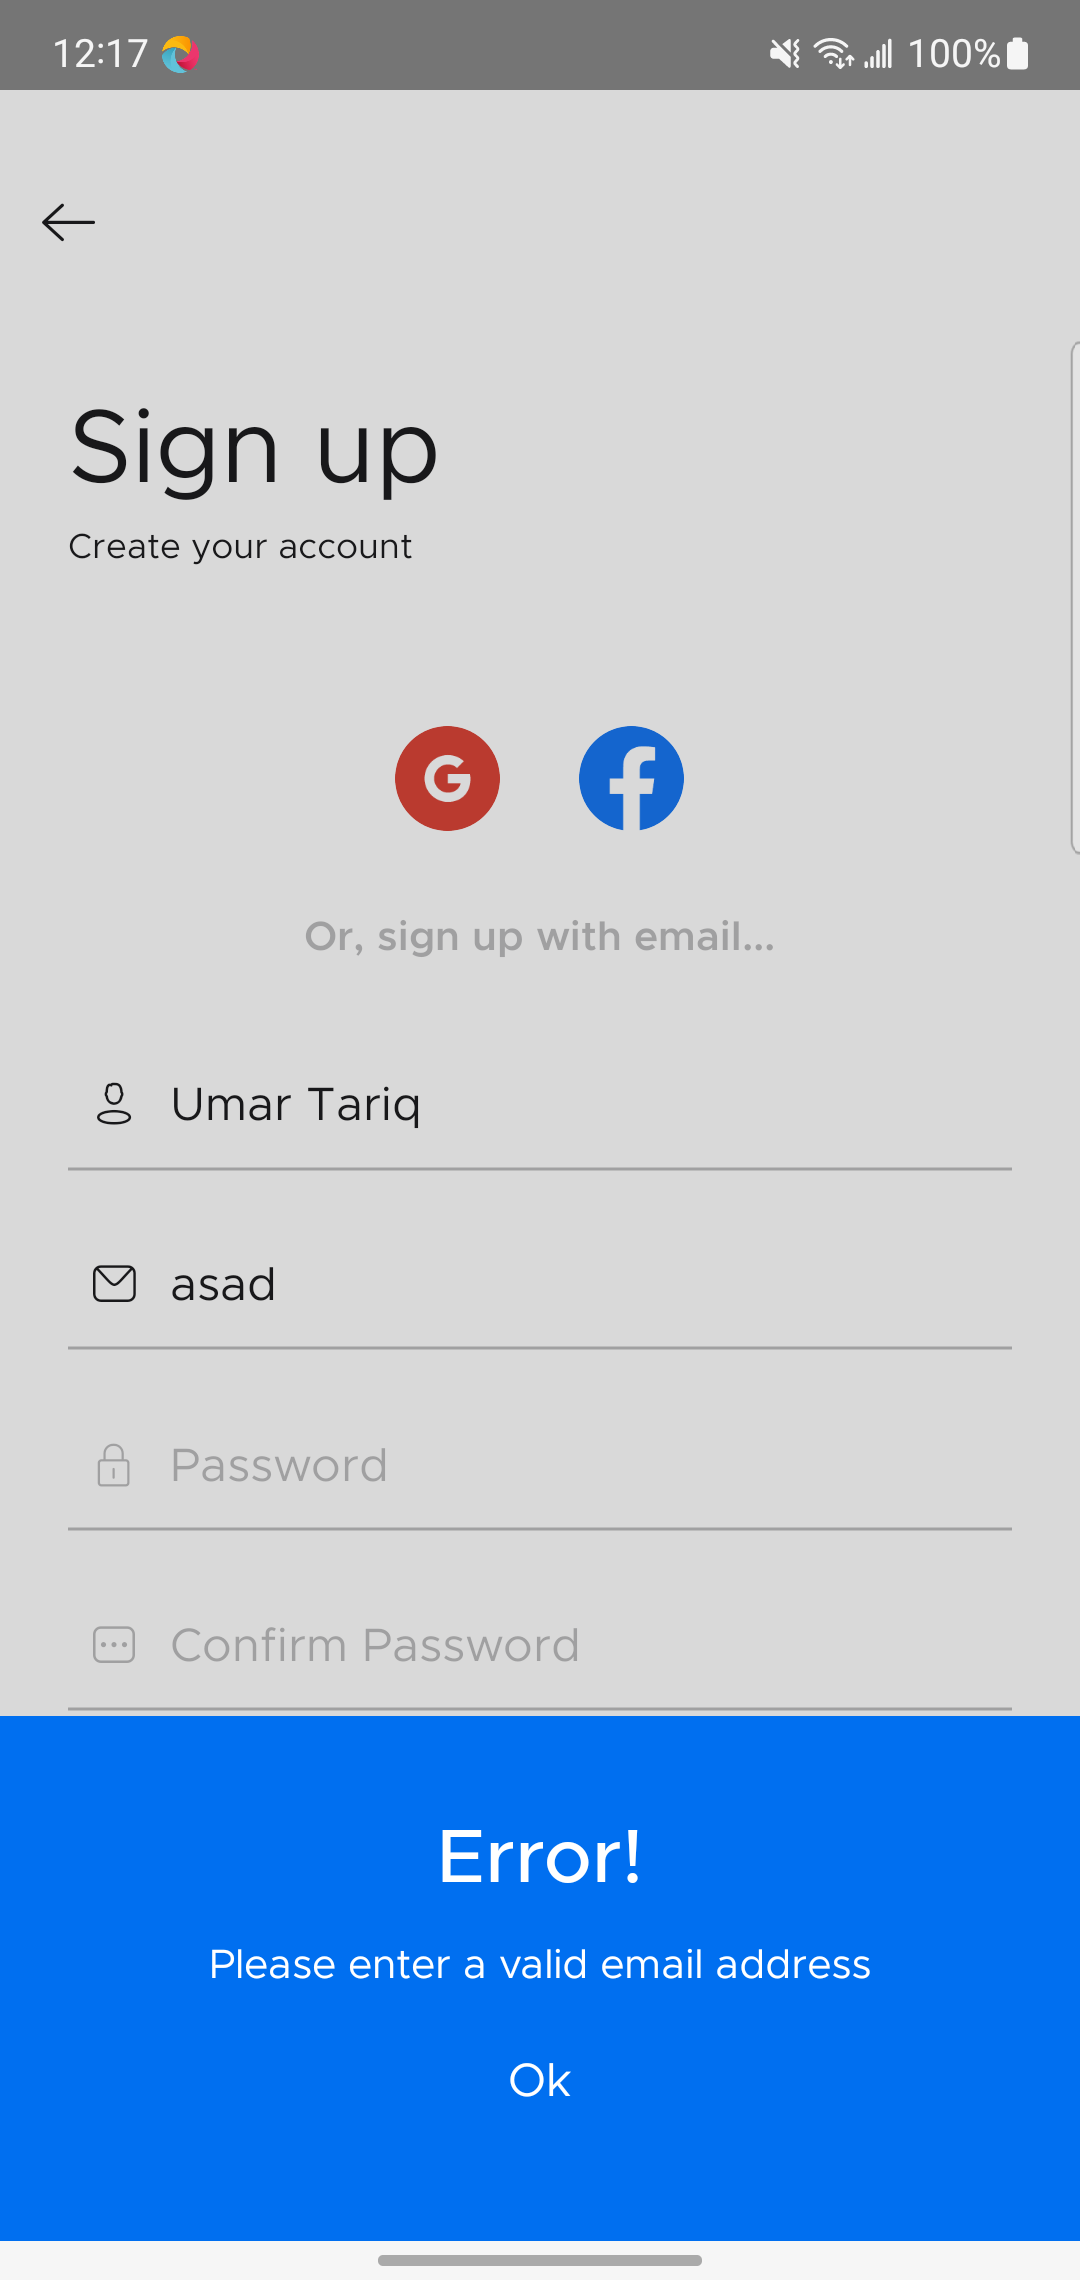 12:17 100%
Sign up
Create your account
G f
Or, sign up with email...
Umar Tariq
asad
Password
Confirm Password
Error!
Please enter a valid email address
Ok